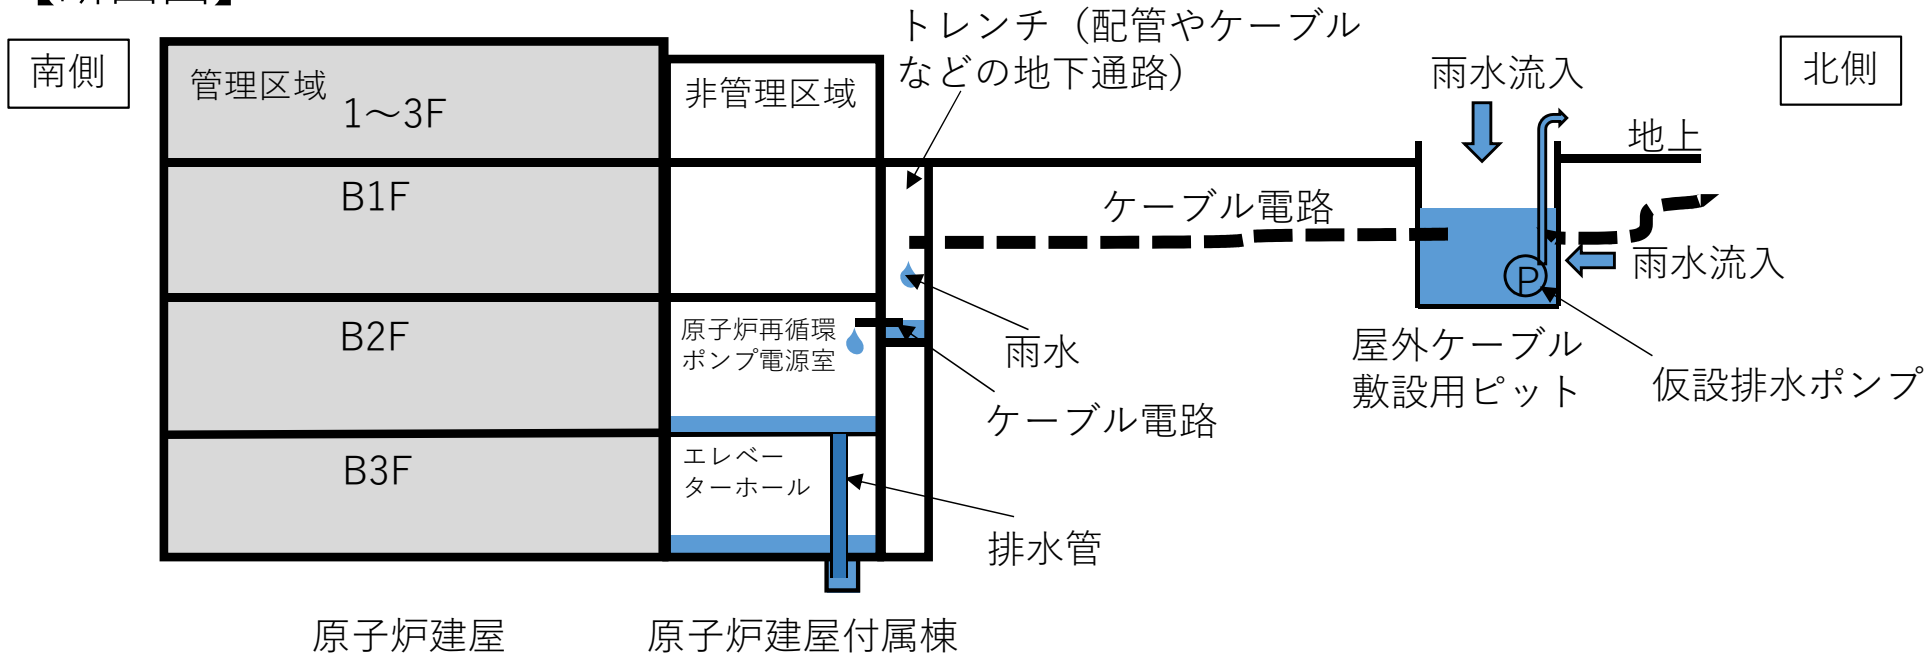 南側
管理区域
1～3F
非管理区域
トレンチ（配管やケーブル
などの地下通路）
雨水流入
北側
地上
B1F
ケーブル電路
雨水流入
P
B2F
原子炉再循環
ポンプ電源室
雨水
ケーブル電路
屋外ケーブル
敷設用ピット
仮設排水ポンプ
B3F
エレベー
ターホール
排水管
原子炉建屋
原子炉建屋付属棟